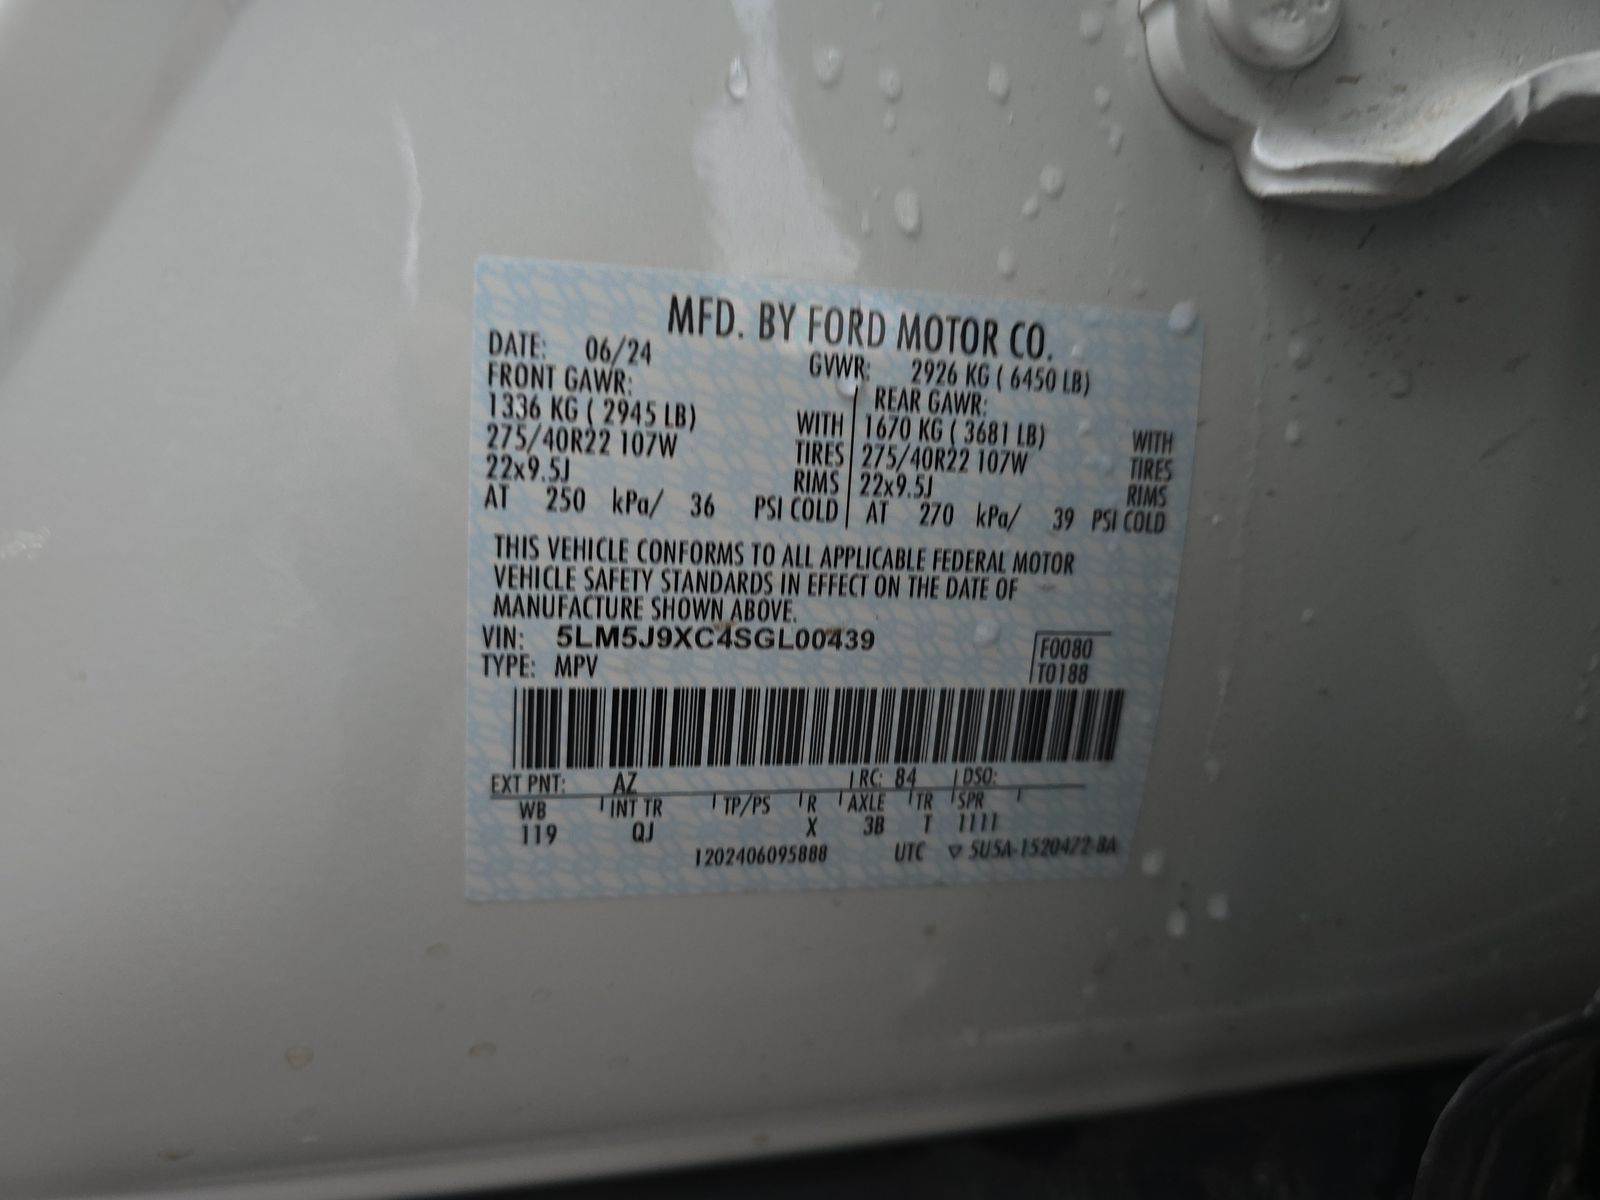 MFD. BY FORD MOTOR CO.
DATE: 06/24 GVWR: 2926 KG ( 6450 LB)
FRONT GAWR: REAR GAWR:
1336 KG ( 2945 LB) WITH 1670 KG ( 3681 LB) WITH
275/40R22 107W TIRES 275/40R22 107W TIRES
22x9.5J RIMS 22x9.5J RIMS
AT 250 kPa/ 36 PSI COLD AT 270 kPa/ 39 PSI COLD
THIS VEHICLE CONFORMS TO ALL APPLICABLE FEDERAL MOTOR
VEHICLE SAFETY STANDARDS IN EFFECT ON THE DATE OF
MANUFACTURE SHOWN ABOVE.
VIN: 5LM5J9XC4SGL00439 F0080
TYPE: MPV T0188
EXT PNT: AZ RC: 84 DSO:
WB INT TR TP/PS R AXLE TR SPR
119 QJ X 3B T 1111
1202406095888 UTC ▽ 5U5A-1520472-BA